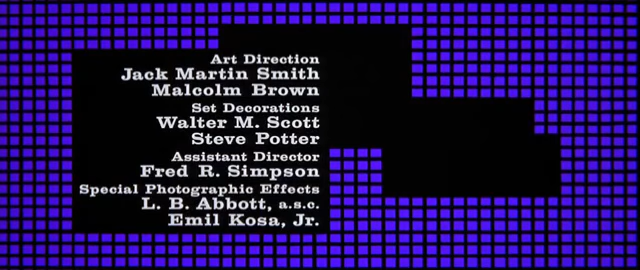 Art Direction
Jack Martin Smith
Malcolm Brown
Set Decorations
Walter M. Scott
Steve Potter
Assistant Director
Fred R. Simpson
Special Photographic Effects
L. B. Abbott, a.s.c.
Emil Kosa, Jr.